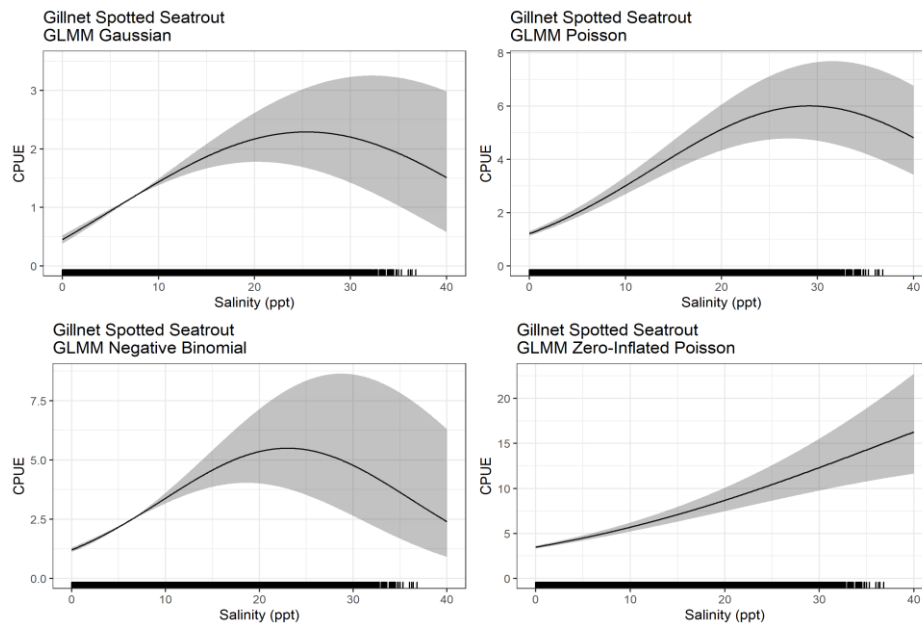 Gillnet Spotted Seatrout
GLMM Gaussian
CPUE
3
2
1
0
0 10 20 30 40
Salinity (ppt)
Gillnet Spotted Seatrout
GLMM Poisson
CPUE
8
6
4
2
0
0 10 20 30 40
Salinity (ppt)
Gillnet Spotted Seatrout
GLMM Negative Binomial
CPUE
7.5
5.0
2.5
0.0
0 10 20 30 40
Salinity (ppt)
Gillnet Spotted Seatrout
GLMM Zero-Inflated Poisson
CPUE
20
15
10
5
0
0 10 20 30 40
Salinity (ppt)